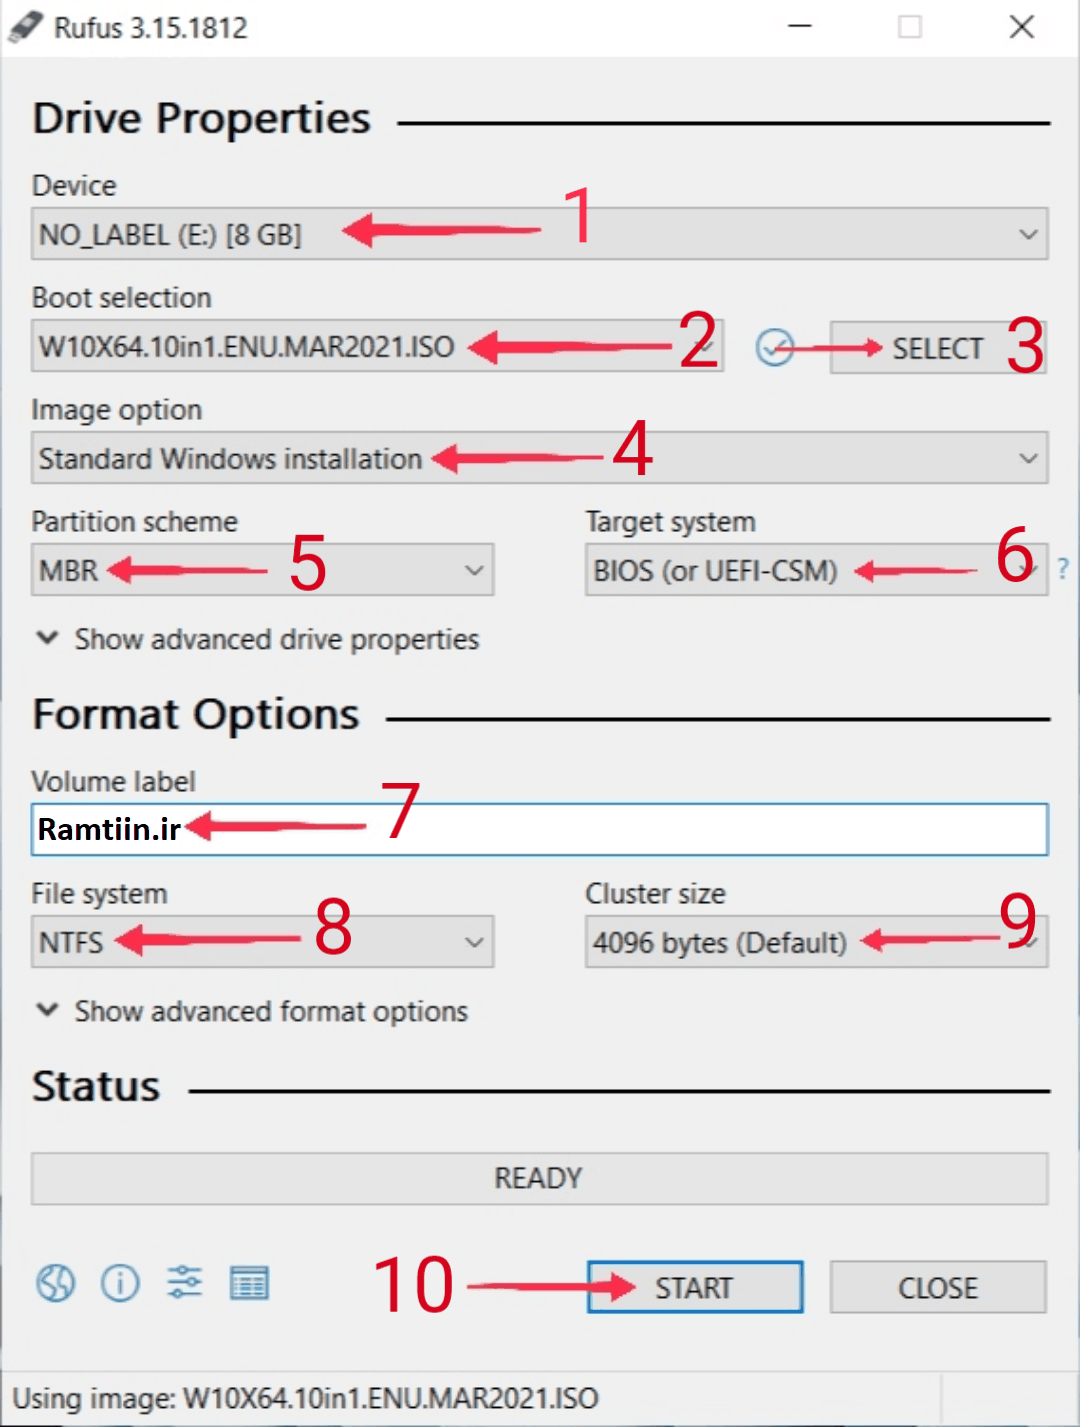 Rufus 3.15.1812
Drive Properties
Device
NO_LABEL (E:) [8 GB] 1
Boot selection
W10X64.10in1.ENU.MAR2021.ISO 2 SELECT 3
Image option
Standard Windows installation 4
Partition scheme Target system
MBR 5 BIOS (or UEFI-CSM) 6 ?
Show advanced drive properties
Format Options
Volume label
Ramtiin.ir 7
File system Cluster size
NTFS 8 4096 bytes (Default) 9
Show advanced format options
Status
READY
10 START CLOSE
Using image: W10X64.10in1.ENU.MAR2021.ISO